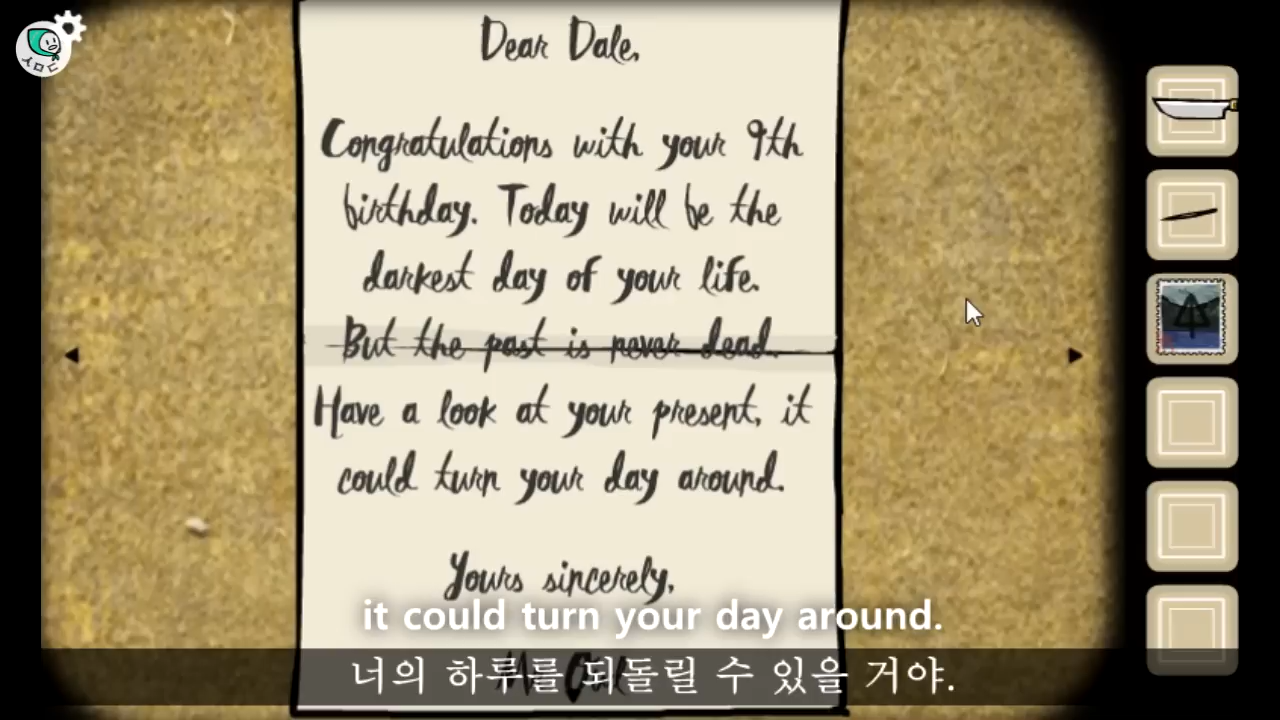 Dear Dale,
Congratulations with your 9th
birthday. Today will be the
darkest day of your life.
But the past is never dead.
Have a look at your present, it
could turn your day around.
Yours sincerely,
it could turn your day around.
너의 하루를 되돌릴 수 있을 거야.
ㅅㅁㄷ